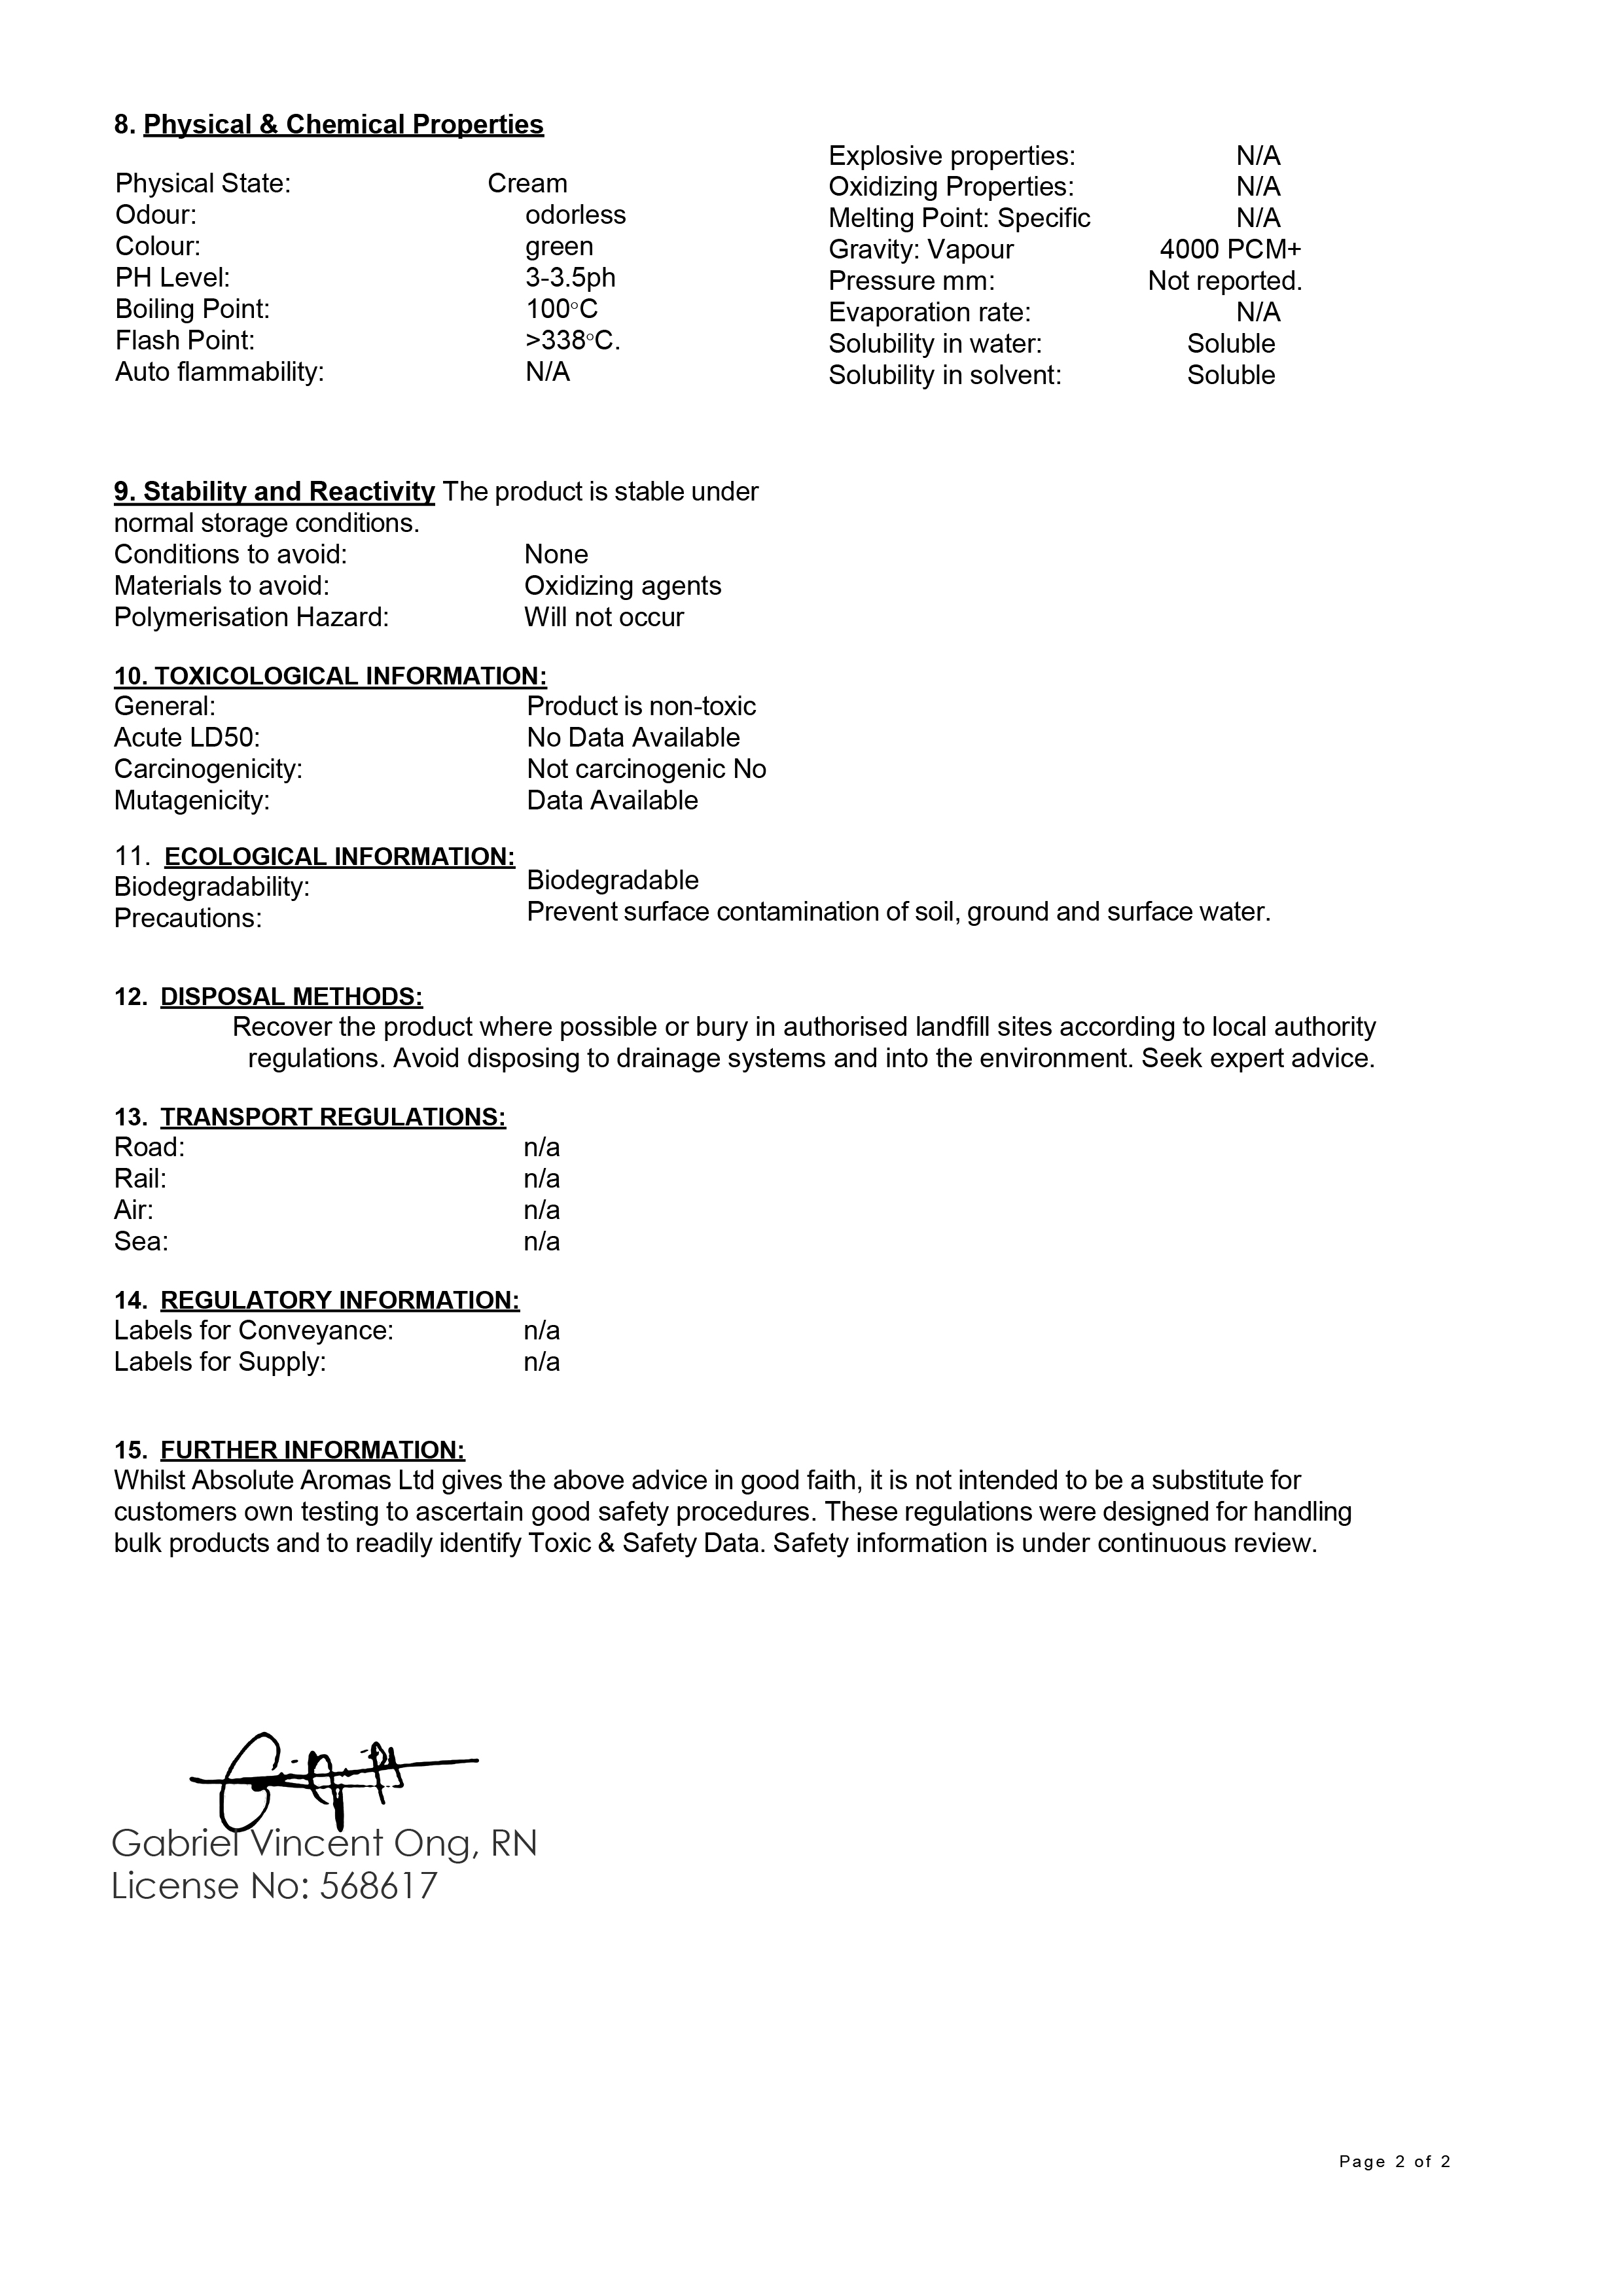 8. Physical & Chemical Properties
Physical State: Cream
Odour: odorless
Colour: green
PH Level: 3-3.5ph
Boiling Point: 100°C
Flash Point: >338°C.
Auto flammability: N/A
Explosive properties: N/A
Oxidizing Properties: N/A
Melting Point: Specific N/A
Gravity: Vapour 4000 PCM+
Pressure mm: Not reported.
Evaporation rate: N/A
Solubility in water: Soluble
Solubility in solvent: Soluble
9. Stability and Reactivity The product is stable under
normal storage conditions.
Conditions to avoid: None
Materials to avoid: Oxidizing agents
Polymerisation Hazard: Will not occur
10. TOXICOLOGICAL INFORMATION:
General: Product is non-toxic
Acute LD50: No Data Available
Carcinogenicity: Not carcinogenic No
Mutagenicity: Data Available
11. ECOLOGICAL INFORMATION:
Biodegradability: Biodegradable
Precautions: Prevent surface contamination of soil, ground and surface water.
12. DISPOSAL METHODS:
Recover the product where possible or bury in authorised landfill sites according to local authority
regulations. Avoid disposing to drainage systems and into the environment. Seek expert advice.
13. TRANSPORT REGULATIONS:
Road: n/a
Rail: n/a
Air: n/a
Sea: n/a
14. REGULATORY INFORMATION:
Labels for Conveyance: n/a
Labels for Supply: n/a
15. FURTHER INFORMATION:
Whilst Absolute Aromas Ltd gives the above advice in good faith, it is not intended to be a substitute for
customers own testing to ascertain good safety procedures. These regulations were designed for handling
bulk products and to readily identify Toxic & Safety Data. Safety information is under continuous review.
Gabriel Vincent Ong, RN
License No: 568617
Page 2 of 2